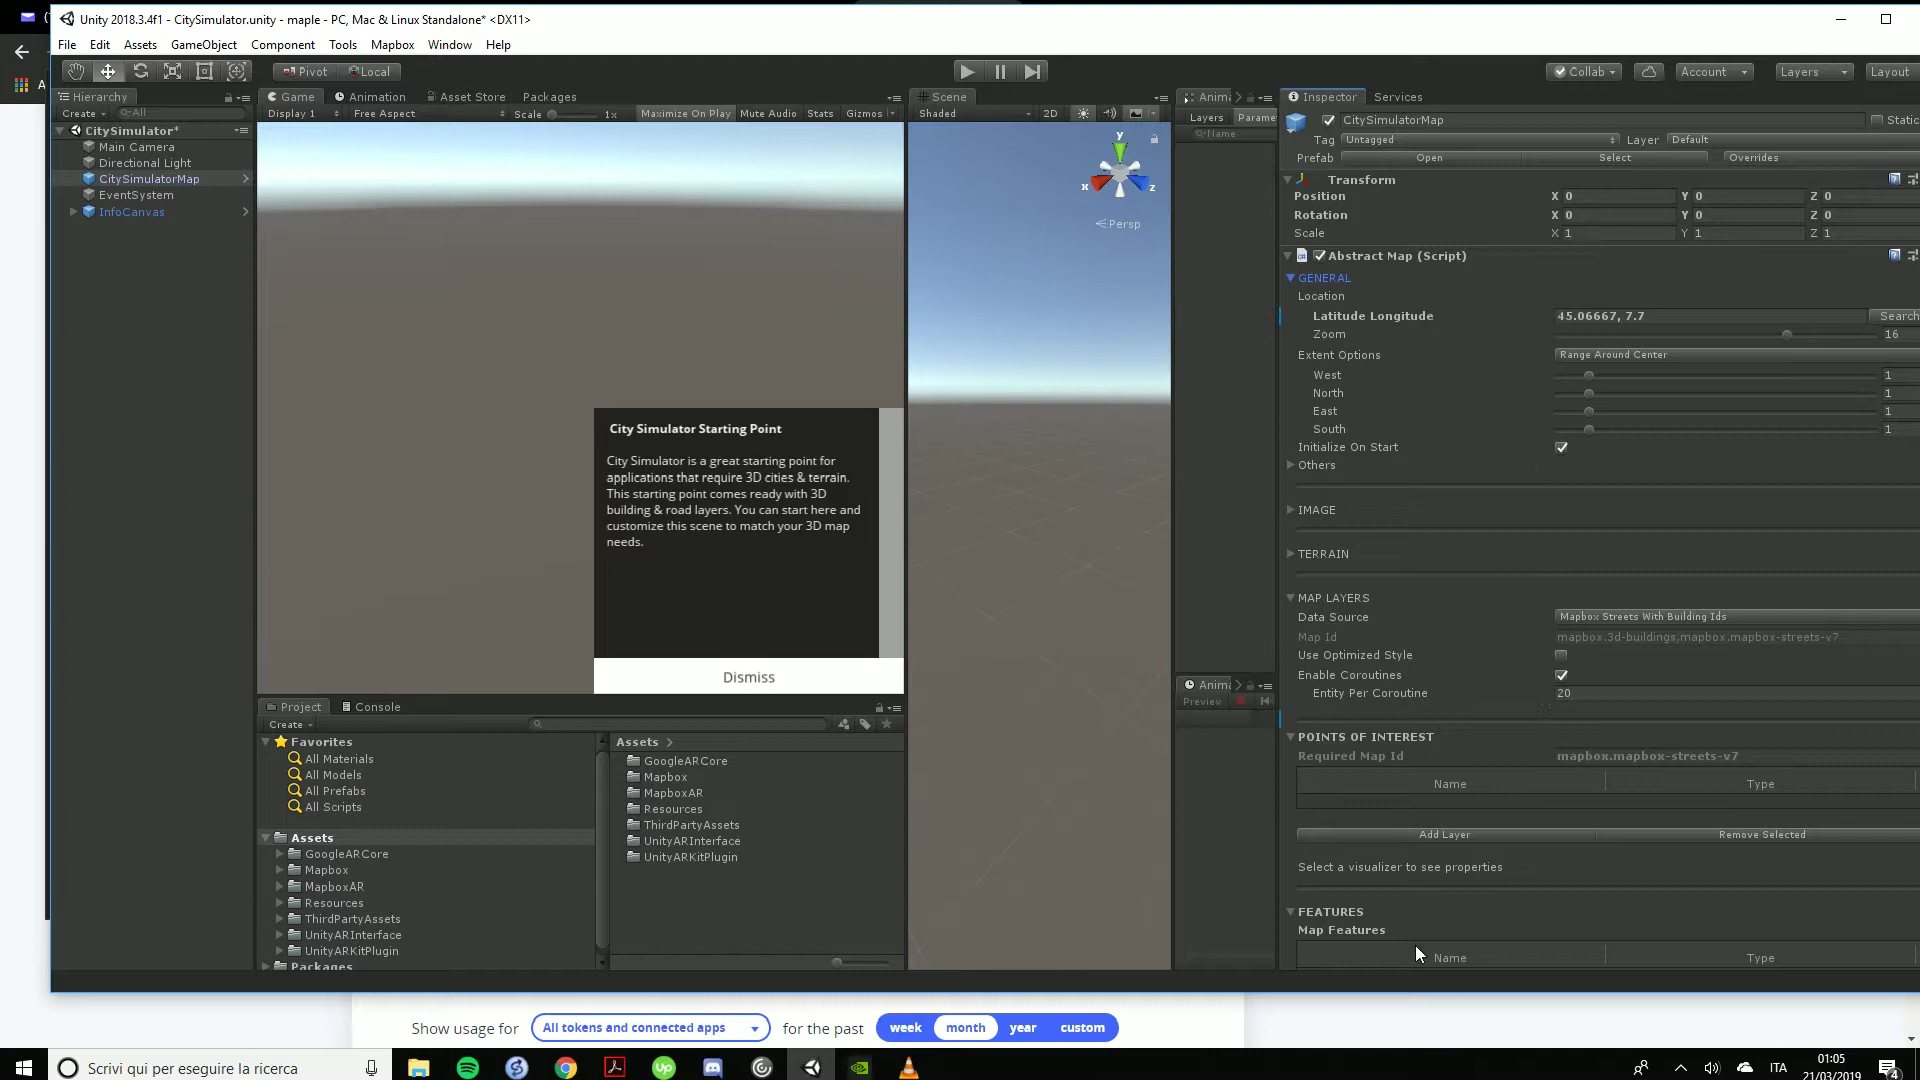 Unity 2018.3.4f1 - CitySimulator.unity - maple - PC, Mac & Linux Standalone* <DX11>
File Edit Assets GameObject Component Tools Mapbox Window Help
Pivot Local Collab Account Layers Layout
Hierarchy
Create All
CitySimulator*
Main Camera
Directional Light
CitySimulatorMap
EventSystem
InfoCanvas
Game Animation Asset Store Packages
Display 1 Free Aspect Scale 1x Maximize On Play Mute Audio Stats Gizmos
City Simulator Starting Point
City Simulator is a great starting point for
applications that require 3D cities & terrain.
This starting point comes ready with 3D
building & road layers. You can start here and
customize this scene to match your 3D map
needs.
Dismiss
Scene
Shaded 2D
y
x z
Persp
Anima
Layers Parame
Name
Anima
Preview
Project Console
Create
Favorites
All Materials
All Models
All Prefabs
All Scripts
Assets
GoogleARCore
Mapbox
MapboxAR
Resources
ThirdPartyAssets
UnityARInterface
UnityARKitPlugin
Packages
Assets
GoogleARCore
Mapbox
MapboxAR
Resources
ThirdPartyAssets
UnityARInterface
UnityARKitPlugin
Inspector Services
CitySimulatorMap Static
Tag Untagged Layer Default
Prefab Open Select Overrides
Transform
Position X 0 Y 0 Z 0
Rotation X 0 Y 0 Z 0
Scale X 1 Y 1 Z 1
Abstract Map (Script)
GENERAL
Location
Latitude Longitude 45.06667, 7.7 Search
Zoom 16
Extent Options Range Around Center
West 1
North 1
East 1
South 1
Initialize On Start
Others
IMAGE
TERRAIN
MAP LAYERS
Data Source Mapbox Streets With Building Ids
Map Id mapbox.3d-buildings,mapbox.mapbox-streets-v7
Use Optimized Style
Enable Coroutines
Entity Per Coroutine 20
POINTS OF INTEREST
Required Map Id mapbox.mapbox-streets-v7
Name Type
Add Layer Remove Selected
Select a visualizer to see properties
FEATURES
Map Features
Name Type
Show usage for All tokens and connected apps for the past week month year custom
Scrivi qui per eseguire la ricerca
ITA
01:05
21/03/2019
4